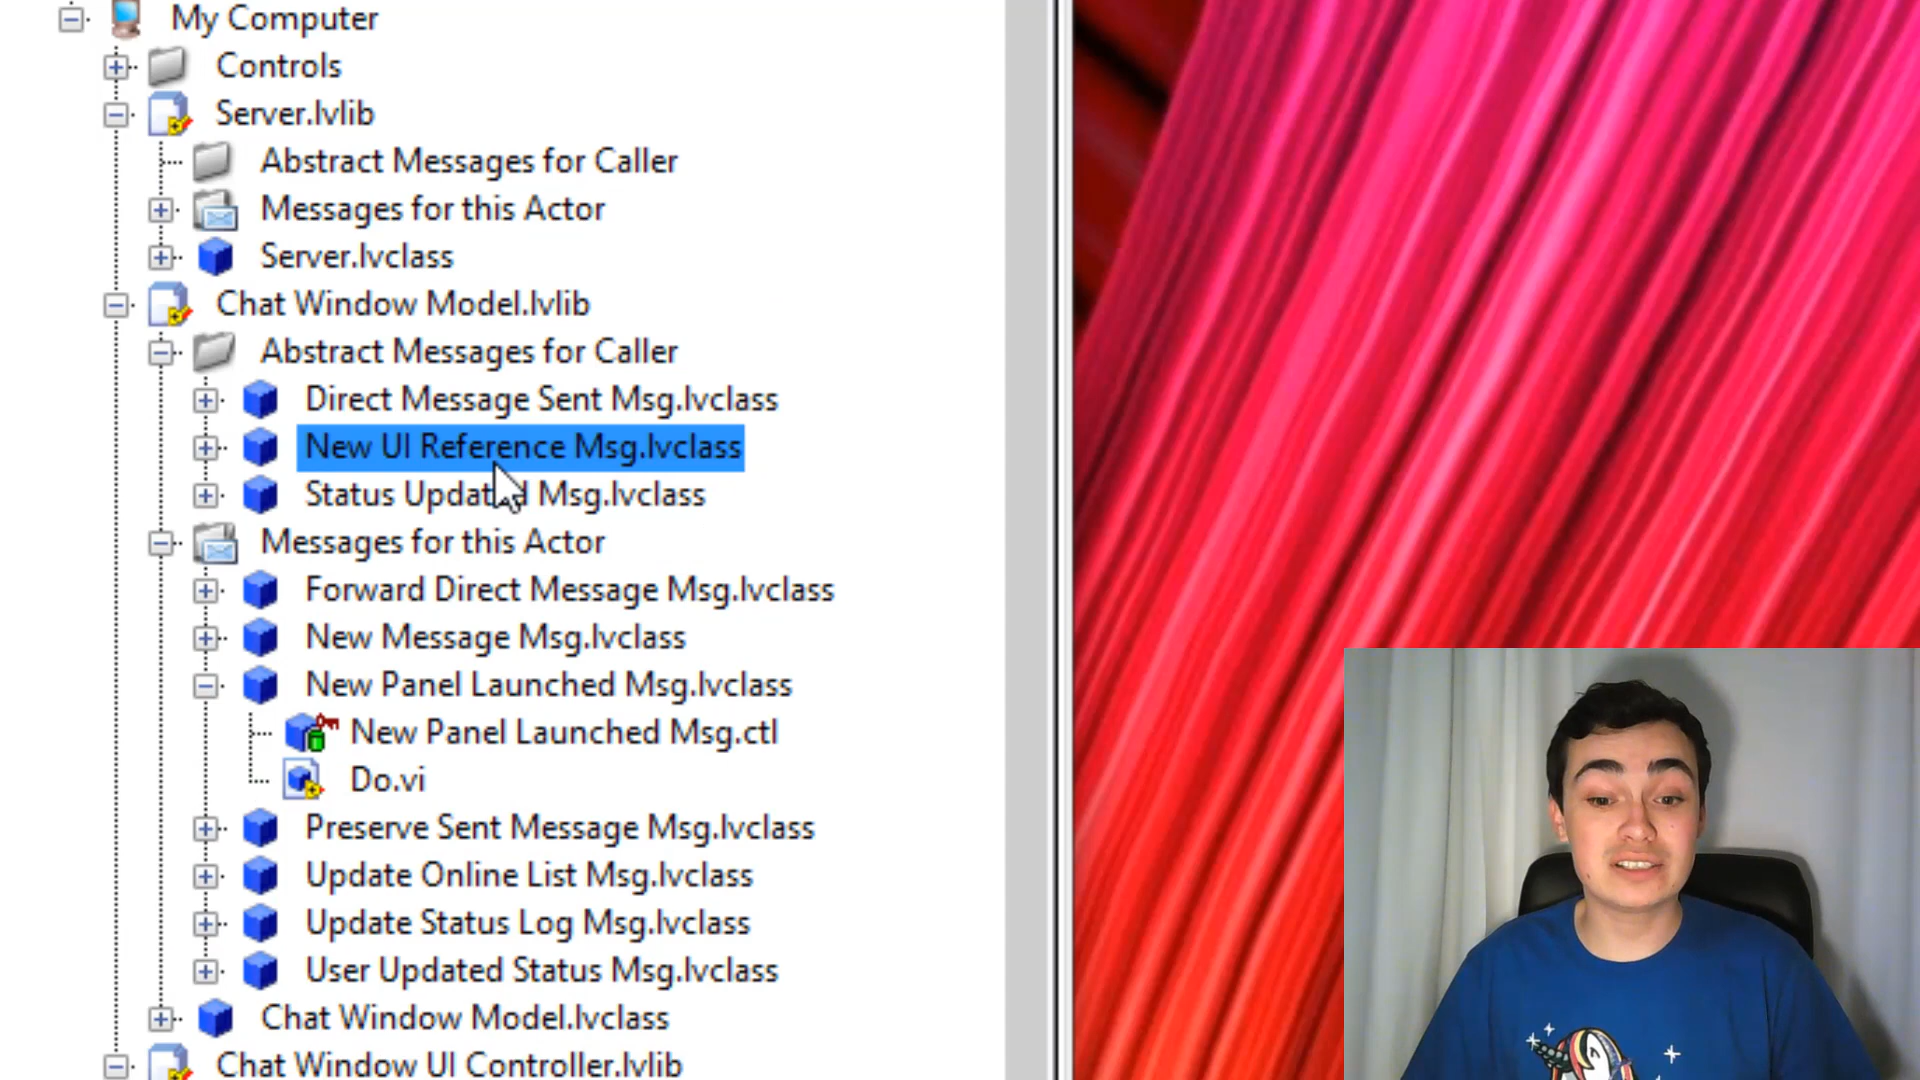 My Computer
Controls
Server.lvlib
Abstract Messages for Caller
Messages for this Actor
Server.lvclass
Chat Window Model.lvlib
Abstract Messages for Caller
Direct Message Sent Msg.lvclass
New UI Reference Msg.lvclass
Status Updated Msg.lvclass
Messages for this Actor
Forward Direct Message Msg.lvclass
New Message Msg.lvclass
New Panel Launched Msg.lvclass
New Panel Launched Msg.ctl
Do.vi
Preserve Sent Message Msg.lvclass
Update Online List Msg.lvclass
Update Status Log Msg.lvclass
User Updated Status Msg.lvclass
Chat Window Model.lvclass
Chat Window UI Controller.lvlib